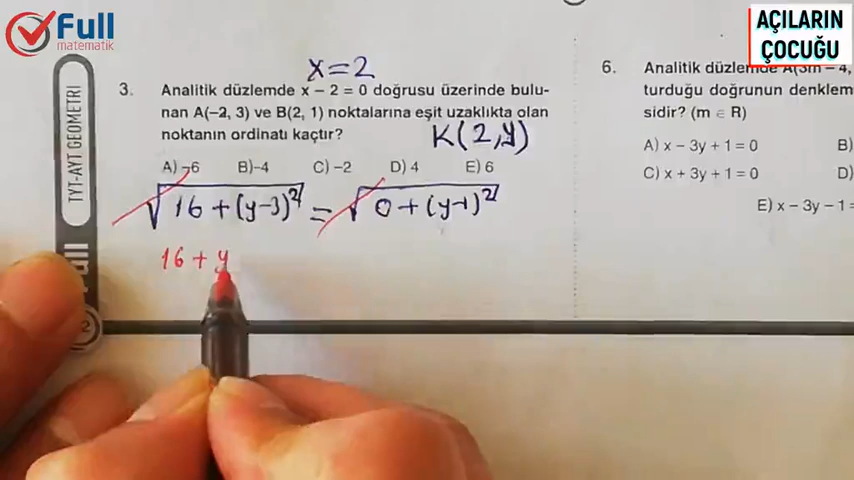 Full
matematik
AÇILARIN
ÇOCUĞU
TYT-AYT GEOMETRİ
x=2
3. Analitik düzlemde x – 2 = 0 doğrusu üzerinde bulu-
nan A(–2, 3) ve B(2, 1) noktalarına eşit uzaklıkta olan
noktanın ordinatı kaçtır?
K(2,y)
A) –6 B) –4 C) –2 D) 4 E) 6
√16+(y-3)² = √0+(y-1)²
16+y
6. Analitik düzlemde A(3m – 4,
turduğu doğrunun denklem
sidir? (m ∈ R)
A) x – 3y + 1 = 0 B)
C) x + 3y + 1 = 0 D)
E) x – 3y – 1 =